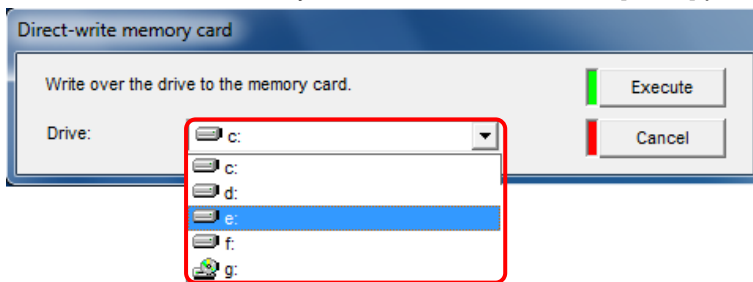 Direct-write memory card
Write over the drive to the memory card.
Execute
Drive:
c:
Cancel
c:
d:
e:
f:
g: